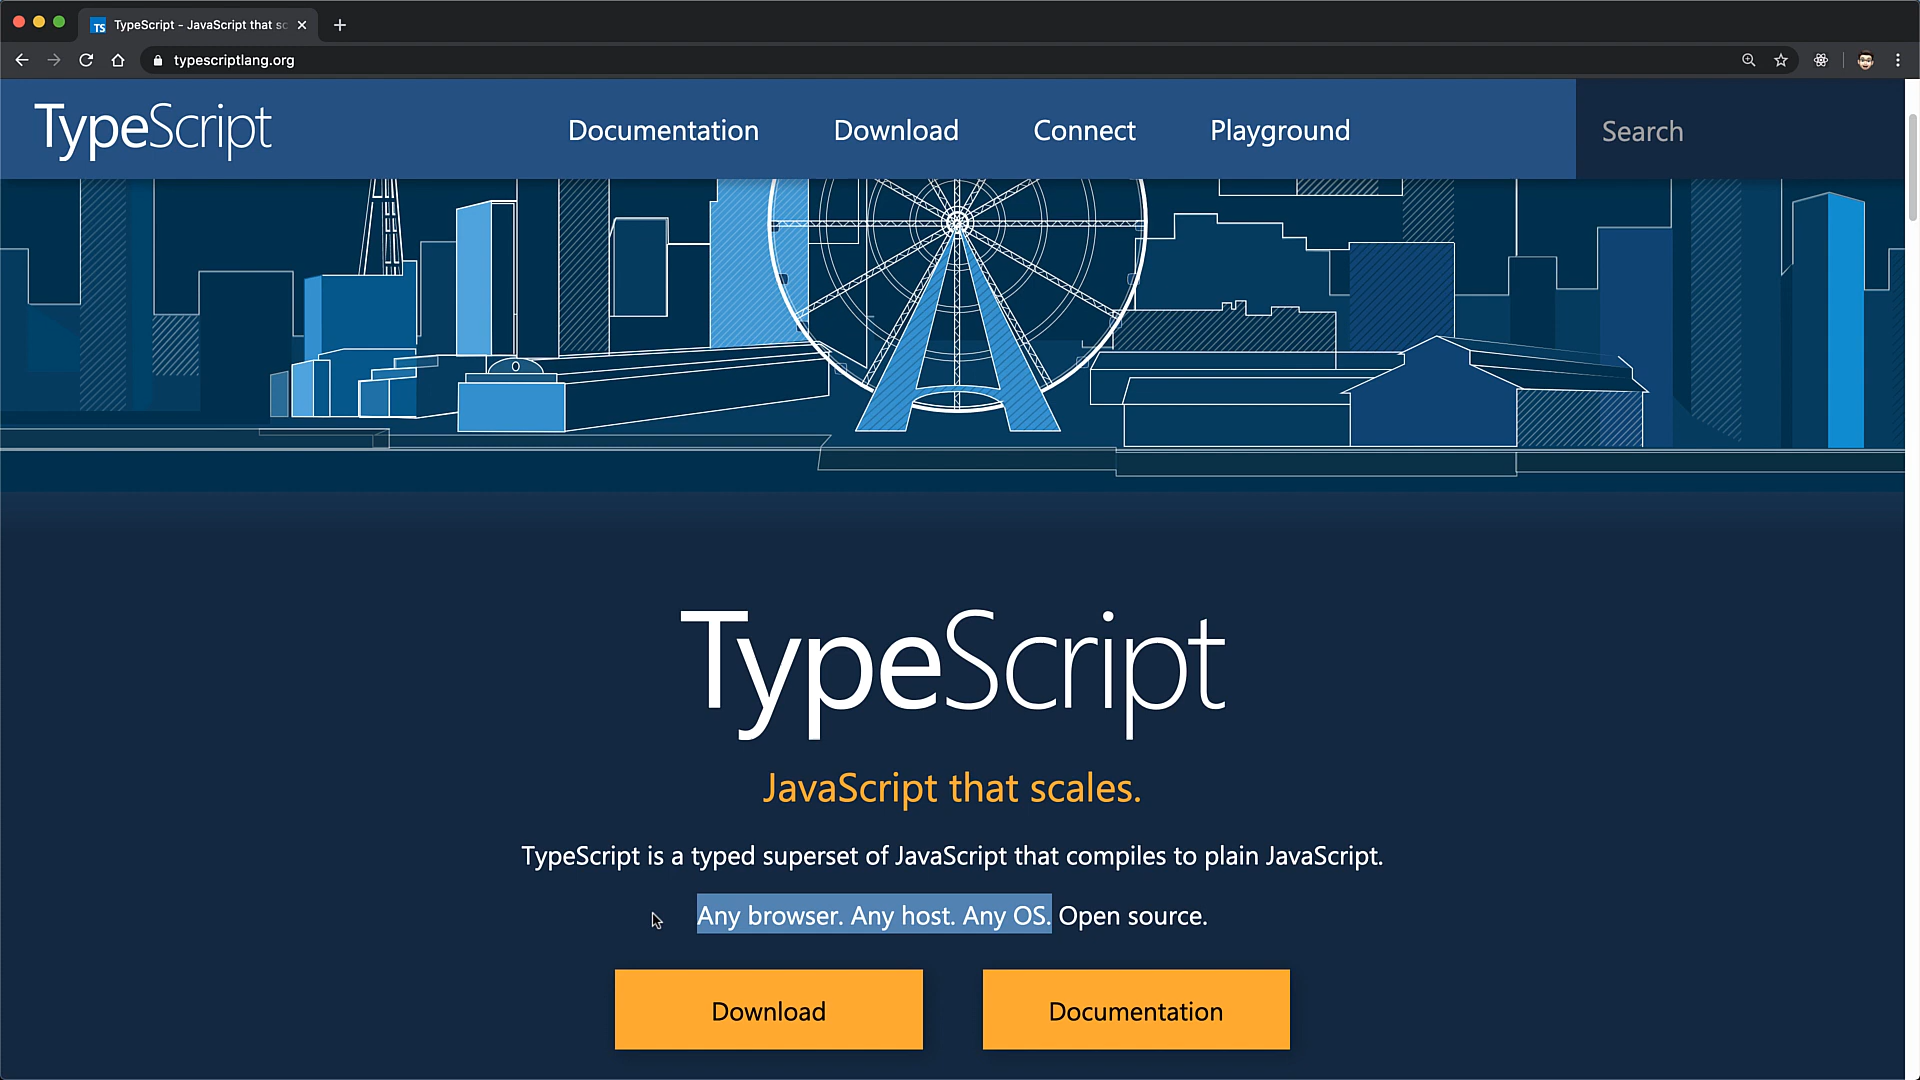 TypeScript - JavaScript that sc
typescriptlang.org
TypeScript Documentation Download Connect Playground Search
TypeScript
JavaScript that scales.
TypeScript is a typed superset of JavaScript that compiles to plain JavaScript.
Any browser. Any host. Any OS. Open source.
Download Documentation